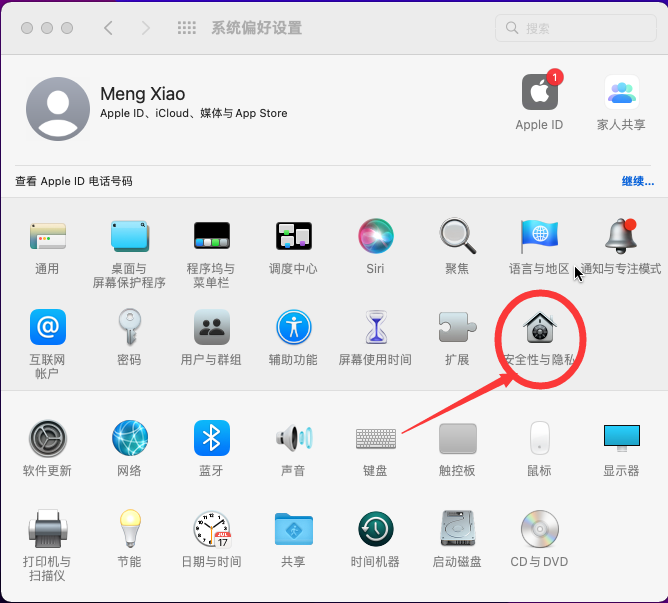 系统偏好设置
搜索
Meng Xiao
Apple ID、iCloud、媒体与 App Store
1
Apple ID
家人共享
查看 Apple ID 电话号码
继续...
通用
桌面与
屏幕保护程序
程序坞与
菜单栏
调度中心
Siri
聚焦
语言与地区
通知与专注模式
互联网
帐户
密码
用户与群组
辅助功能
屏幕使用时间
扩展
安全性与隐私
软件更新
网络
蓝牙
声音
键盘
触控板
鼠标
显示器
打印机与
扫描仪
节能
JUL
17
日期与时间
共享
时间机器
启动磁盘
CD 与 DVD